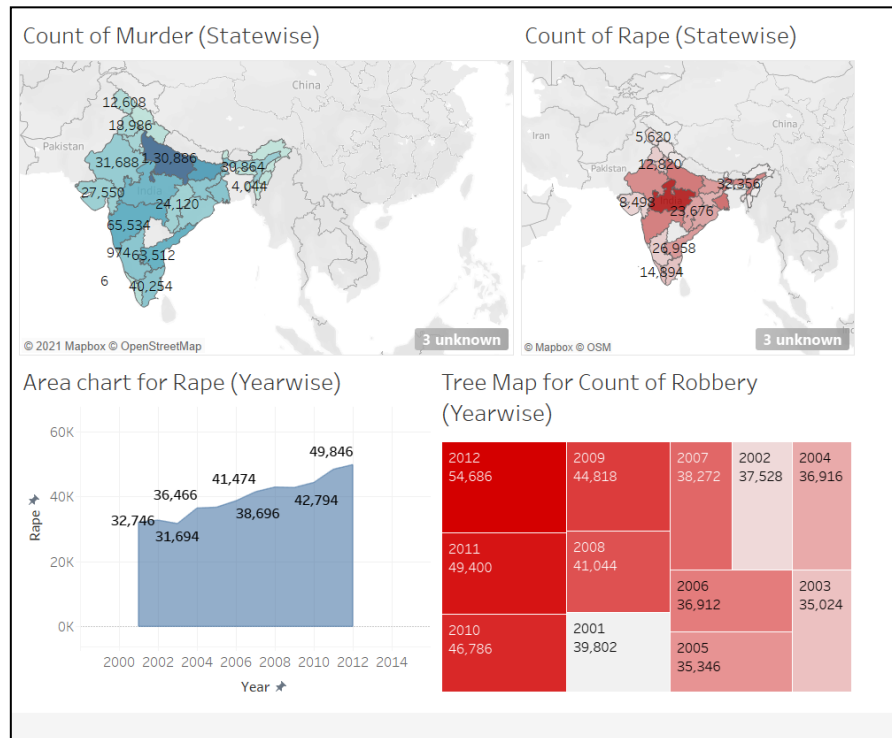 Count of Murder (Statewise)
China
12,608
18,986
Pakistan
31,688
1,30,886
30,864
27,550
India
4,044
24,120
65,534
974
63,512
6
40,254
© 2021 Mapbox © OpenStreetMap
3 unknown
Count of Rape (Statewise)
China
Iran
5,620
Pakistan
12,820
32,356
8,498
23,676
26,958
14,894
© Mapbox © OSM
3 unknown
Area chart for Rape (Yearwise)
60K
49,846
41,474
40K
36,466
32,746
38,696
42,794
31,694
Rape
20K
0K
2000 2002 2004 2006 2008 2010 2012 2014
Year
Tree Map for Count of Robbery
(Yearwise)
2012
54,686
2011
49,400
2010
46,786
2009
44,818
2008
41,044
2001
39,802
2007
38,272
2002
37,528
2004
36,916
2006
36,912
2005
35,346
2003
35,024